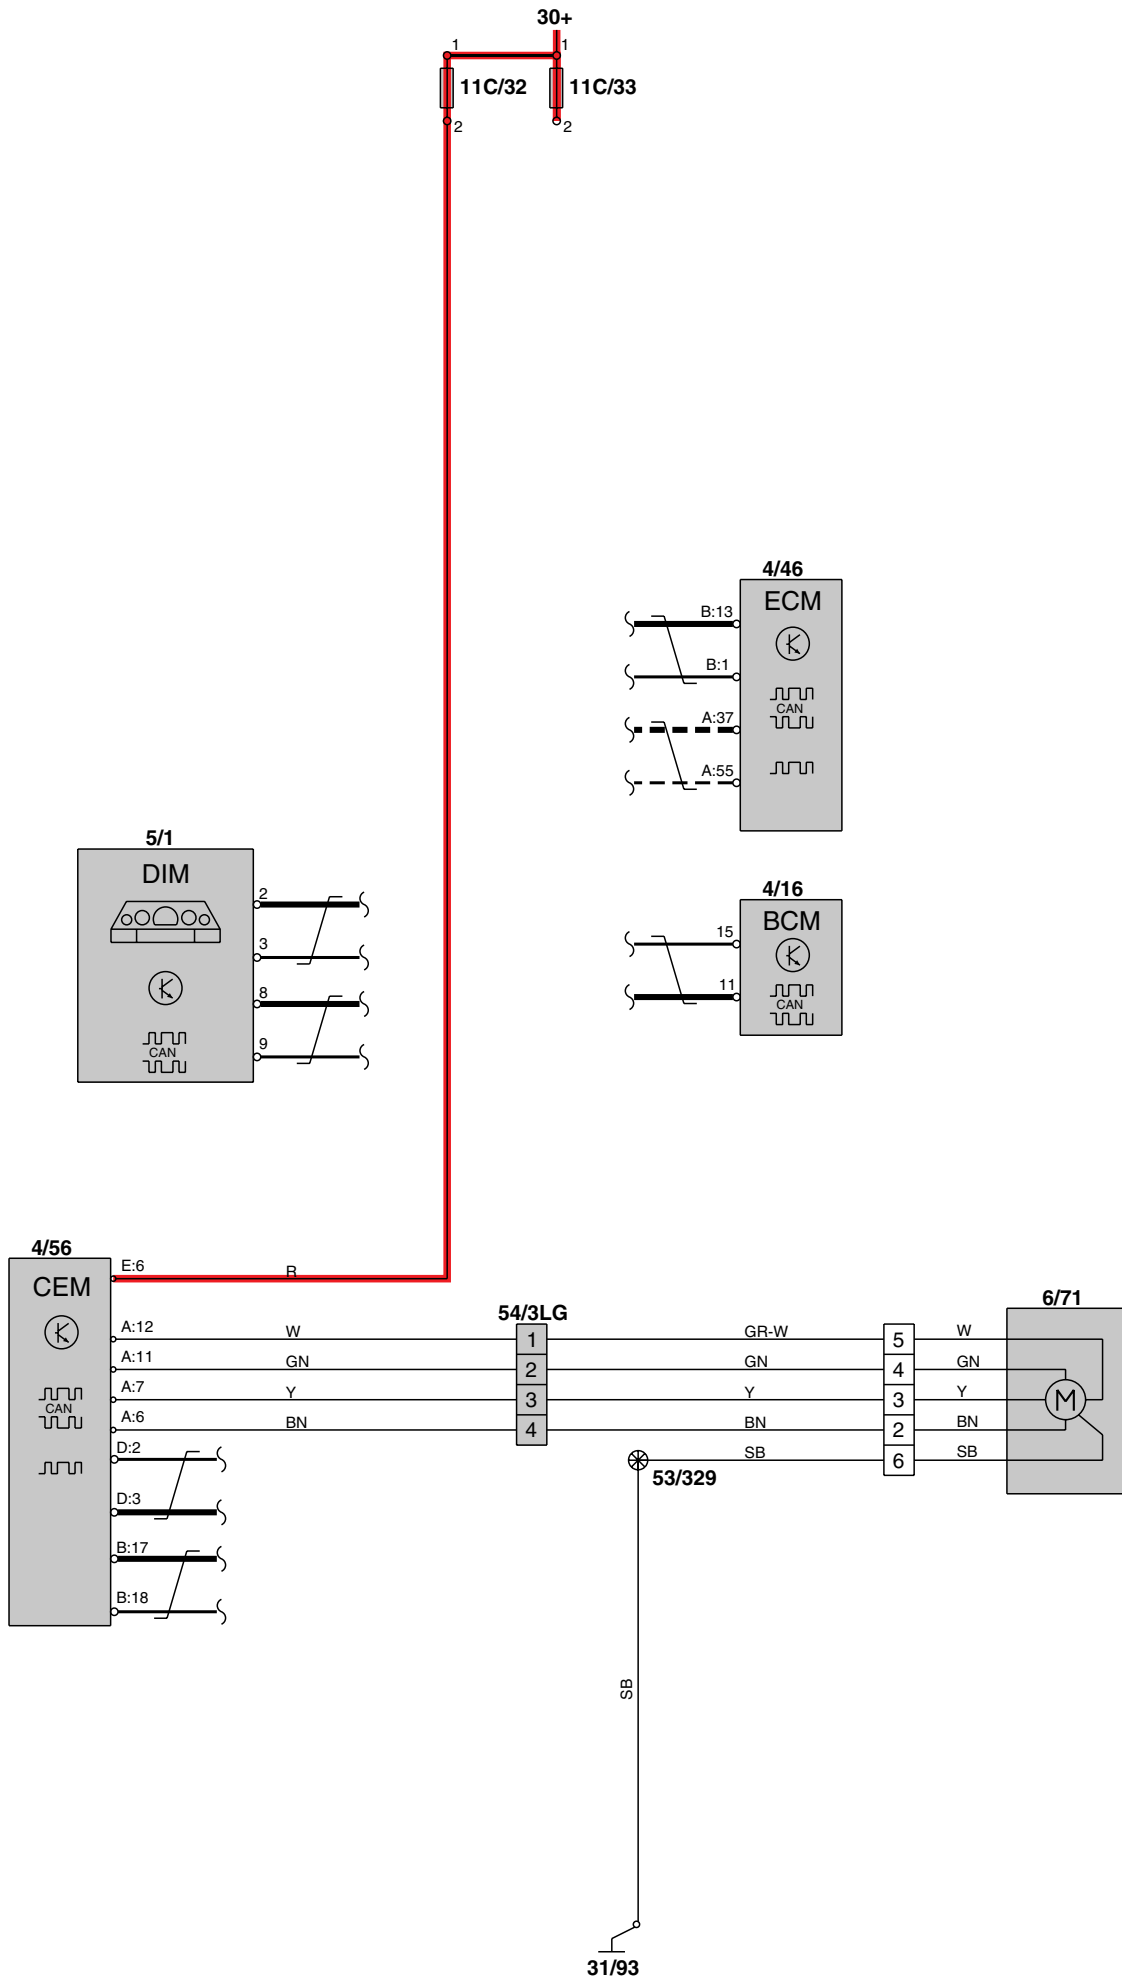 30+
1 1
11C/32 11C/33
2 2
4/46
ECM
B:13
B:1
A:37
CAN
A:55
5/1
DIM
2
3
8
9
CAN
4/16
BCM
15
11
CAN
4/56
CEM
E:6 R
A:12 W
A:11 GN
A:7 Y
A:6 BN
CAN
D:2
D:3
B:17
B:18
54/3LG
1
2
3
4
GR-W
GN
Y
BN
SB
5
4
3
2
6
W
GN
Y
BN
SB
6/71
M
53/329
SB
31/93